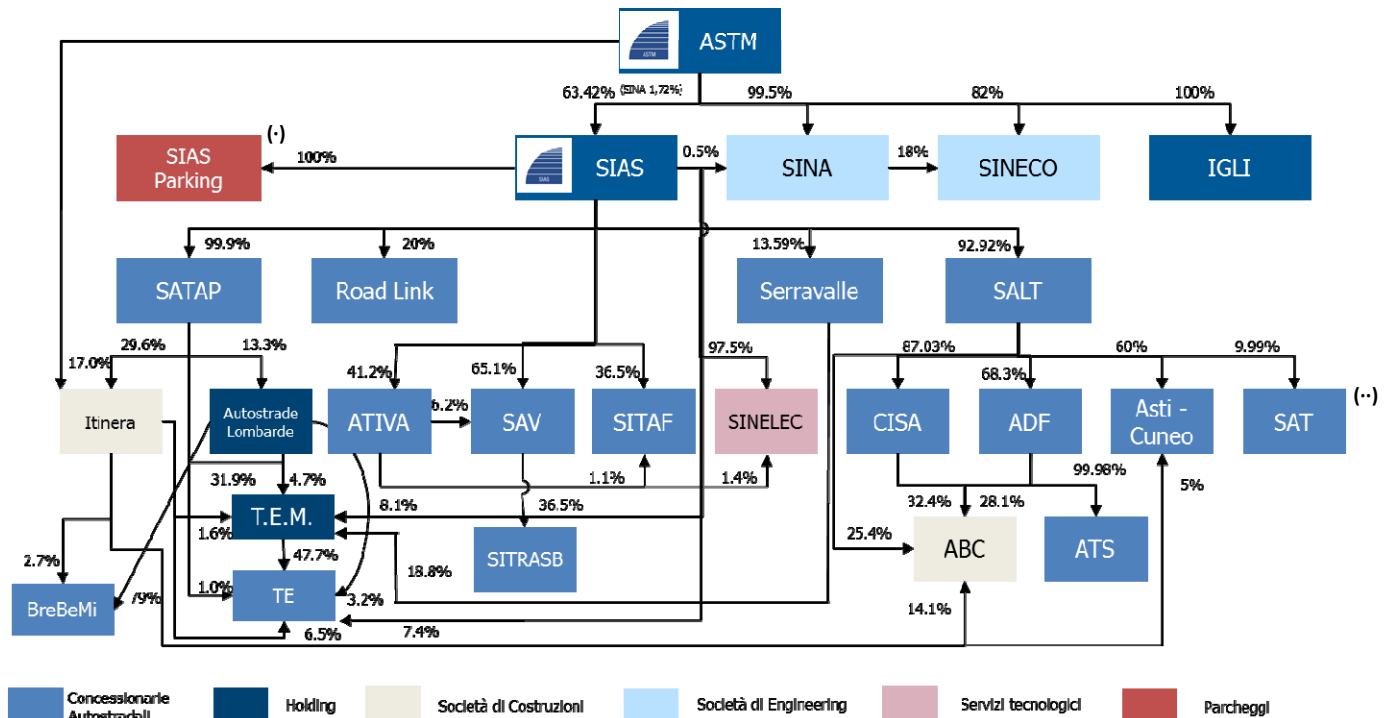 ASTM
ASTM
63.42%
(SINA 1,72%)
99.5%
82%
100%
(·)
SIAS
Parking
100%
SIAS
SIAS
0.5%
SINA
18%
SINECO
IGLI
99.9%
20%
13.59%
92.92%
SATAP
Road Link
Serravalle
SALT
29.6%
13.3%
17.0%
41.2%
65.1%
36.5%
97.5%
87.03%
68.3%
60%
9.99%
Itinera
Autostrade
Lombarde
ATIVA
6.2%
SAV
SITAF
SINELEC
CISA
ADF
Asti -
Cuneo
SAT
(··)
31.9%
4.7%
8.1%
1.1%
36.5%
1.4%
99.98%
5%
32.4%
28.1%
T.E.M.
1.6%
47.7%
18.8%
25.4%
SITRASB
ABC
ATS
2.7%
79%
1.0%
TE
3.2%
BreBeMi
6.5%
7.4%
14.1%
Concessionarie
Autostradali
Holding
Società di Costruzioni
Società di Engineering
Servizi tecnologici
Parcheggi